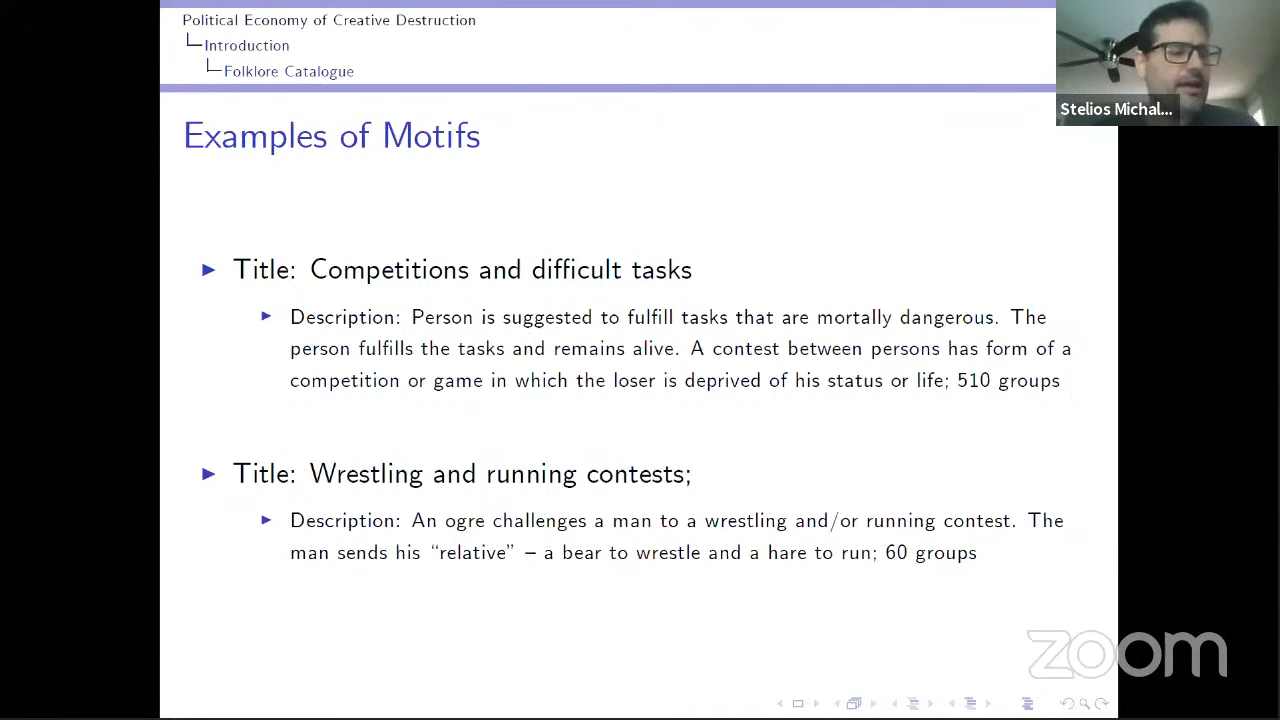 Political Economy of Creative Destruction
Introduction
Folklore Catalogue
Stelios Michal...
Examples of Motifs
Title: Competitions and difficult tasks
Description: Person is suggested to fulfill tasks that are mortally dangerous. The
person fulfills the tasks and remains alive. A contest between persons has form of a
competition or game in which the loser is deprived of his status or life; 510 groups
Title: Wrestling and running contests;
Description: An ogre challenges a man to a wrestling and/or running contest. The
man sends his “relative” – a bear to wrestle and a hare to run; 60 groups
zoom